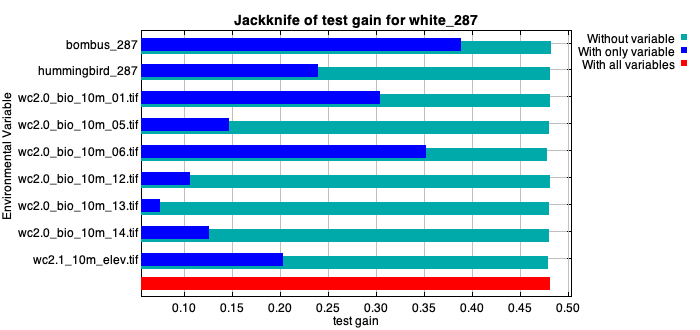 Jackknife of test gain for white_287
Without variable
With only variable
With all variables
Environmental Variable
bombus_287
hummingbird_287
wc2.0_bio_10m_01.tif
wc2.0_bio_10m_05.tif
wc2.0_bio_10m_06.tif
wc2.0_bio_10m_12.tif
wc2.0_bio_10m_13.tif
wc2.0_bio_10m_14.tif
wc2.1_10m_elev.tif
0.10 0.15 0.20 0.25 0.30 0.35 0.40 0.45 0.50
test gain